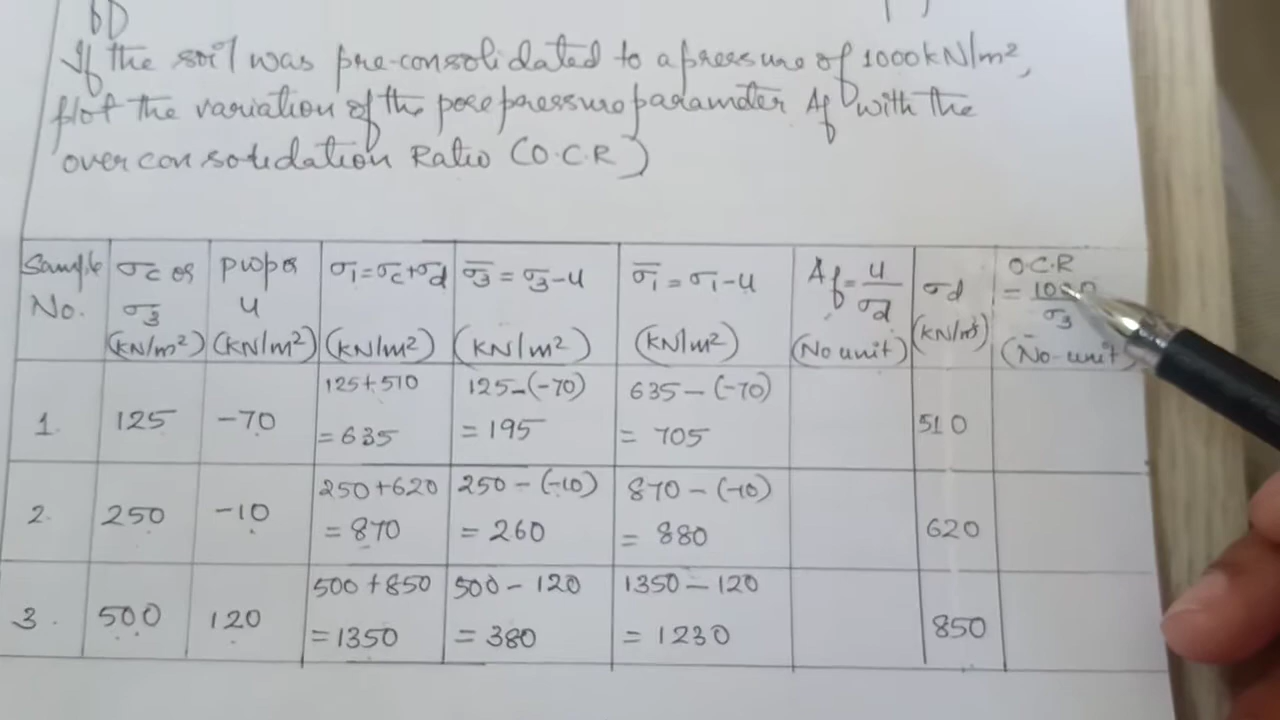 If the soil was pre-consolidated to a pressure of 1000kN/m²,
plot the variation of the pore pressure parameter Af with the
over consolidation Ratio (O.C.R)
Sample No. | σc or σ3 (kN/m²) | pwp or u (kN/m²) | σ1=σc+σd (kN/m²) | σ̅3 = σ3-u (kN/m²) | σ̅1 = σ1-u (kN/m²) | Af = u/σd (No unit) | σd (kN/m²) | O.C.R = 1000/σ3 (No-unit)
1. | 125 | -70 | 125+510 = 635 | 125-(-70) = 195 | 635-(-70) = 705 | | 510
2. | 250 | -10 | 250+620 = 870 | 250-(-10) = 260 | 870-(-10) = 880 | | 620
3. | 500 | 120 | 500+850 = 1350 | 500-120 = 380 | 1350-120 = 1230 | | 850